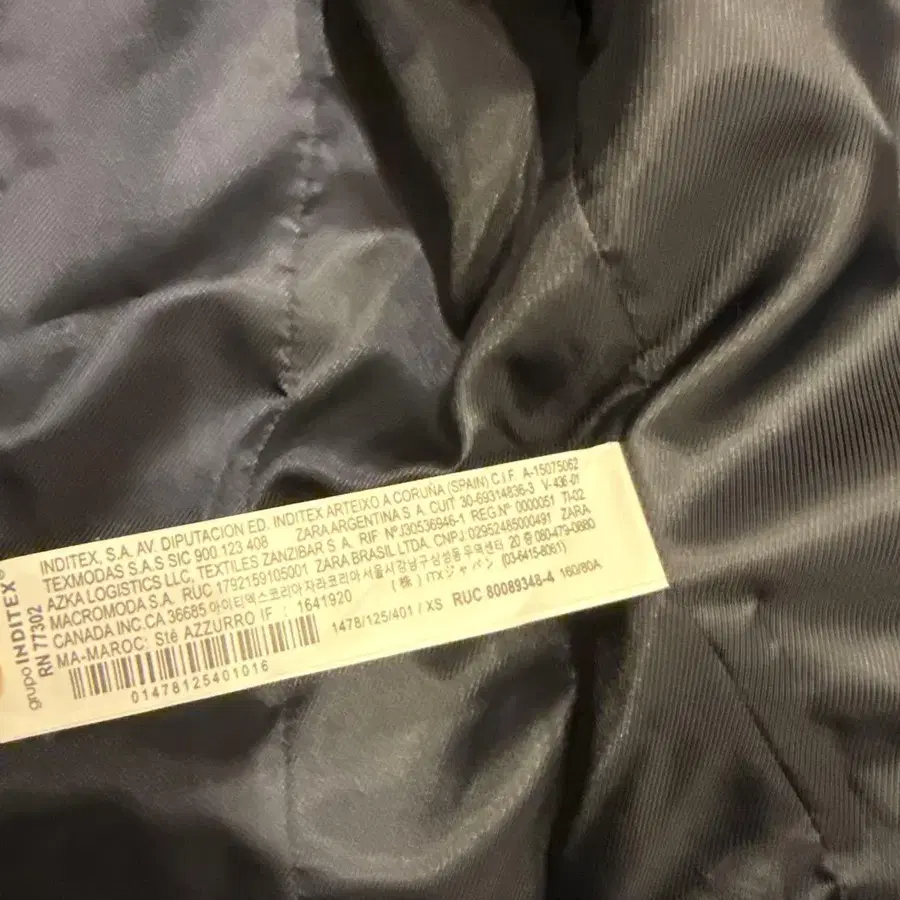 grupo INDITEX
RN 77302
INDITEX, S.A. AV. DIPUTACION ED. INDITEX ARTEIXO A CORUÑA (SPAIN) C.I.F. A-15075062
TEXMODAS S.A.S SIC 900 123 408 ZARA ARGENTINA S.A. CUIT 30-69314836-3 V-436-01
AZKA LOGISTICS LLC, TEXTILES ZANZIBAR S.A. RIF Nº J30536946-1 REG.Nº 0000051 TI-02
MACROMODA S.A. RUC 1792159105001 ZARA BRASIL LTDA. CNPJ 02952485000491 ZARA
CANADA INC.CA 36685 아이티엑스코리아 자라코리아 서울시강남구삼성동우덕센터 20층 080-479-0880
MA-MAROC: Sté AZZURRO IF : 1641920 (株) ITXジャパン (03-6415-8061)
1478/125/401 / XS RUC 80089348-4 160/80A
01478125401016